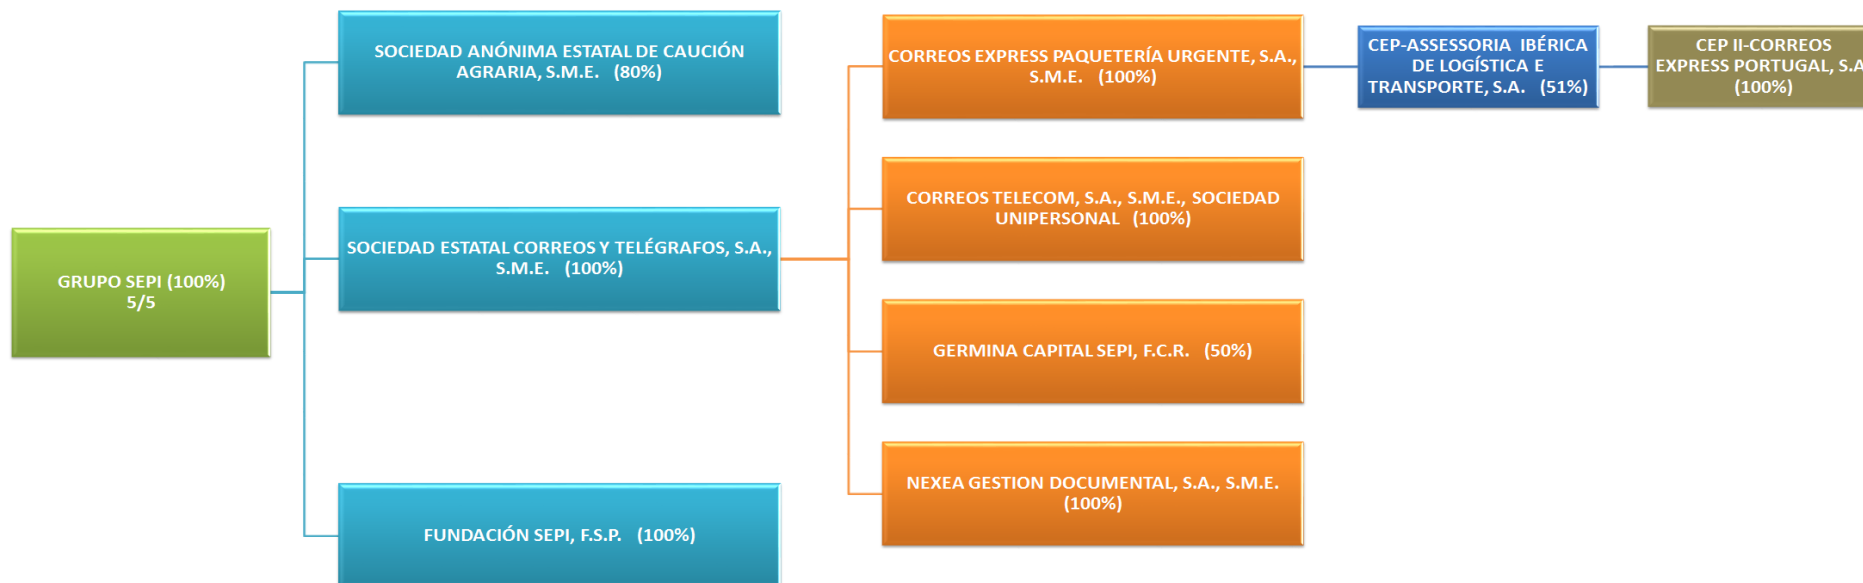 GRUPO SEPI (100%)
5/5
SOCIEDAD ANÓNIMA ESTATAL DE CAUCIÓN
AGRARIA, S.M.E. (80%)
SOCIEDAD ESTATAL CORREOS Y TELÉGRAFOS, S.A.,
S.M.E. (100%)
FUNDACIÓN SEPI, F.S.P. (100%)
CORREOS EXPRESS PAQUETERÍA URGENTE, S.A.,
S.M.E. (100%)
CORREOS TELECOM, S.A., S.M.E., SOCIEDAD
UNIPERSONAL (100%)
GERMINA CAPITAL SEPI, F.C.R. (50%)
NEXEA GESTION DOCUMENTAL, S.A., S.M.E.
(100%)
CEP-ASSESSORIA IBÉRICA
DE LOGÍSTICA E
TRANSPORTE, S.A. (51%)
CEP II-CORREOS
EXPRESS PORTUGAL, S.A
(100%)